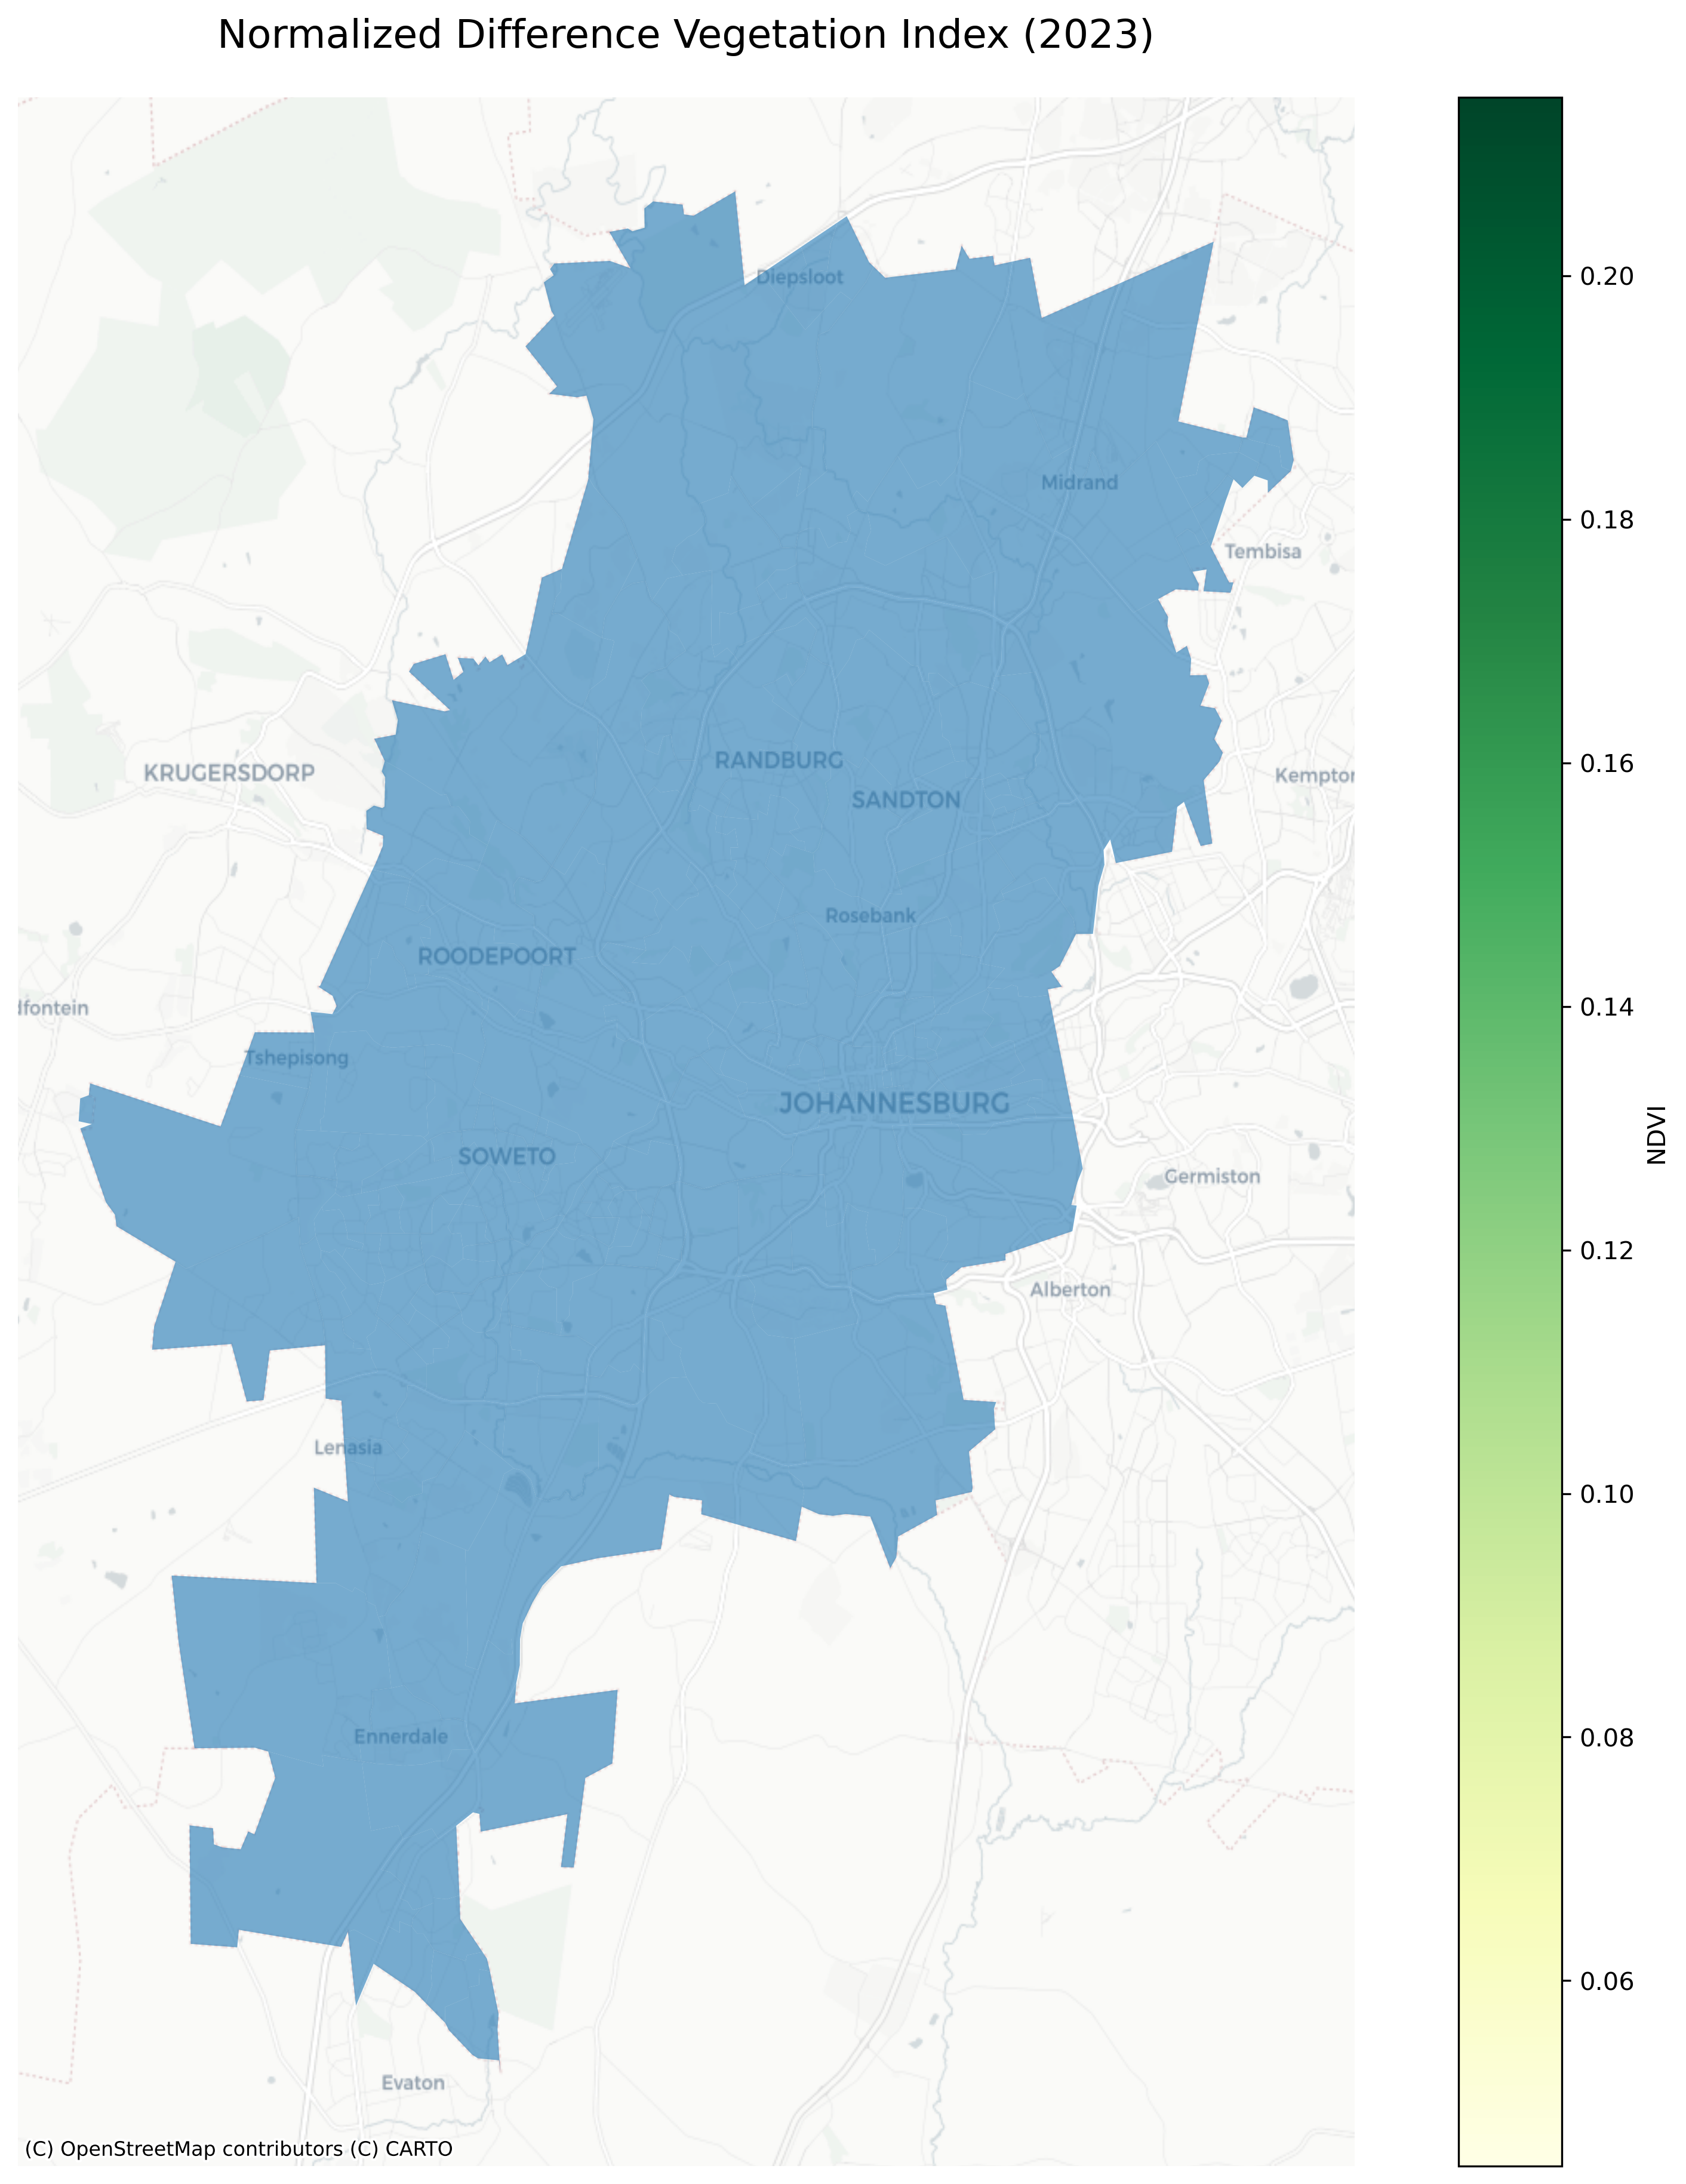 Normalized Difference Vegetation Index (2023)
Diepsloot
Midrand
Tembisa
KRUGERSDORP
RANDBURG
Kempton
SANDTON
Rosebank
ROODEPOORT
dfontein
Tshepisong
JOHANNESBURG
SOWETO
Germiston
Alberton
Lenasia
Ennerdale
Evaton
(C) OpenStreetMap contributors (C) CARTO
0.20
0.18
0.16
0.14
0.12
0.10
0.08
0.06
NDVI